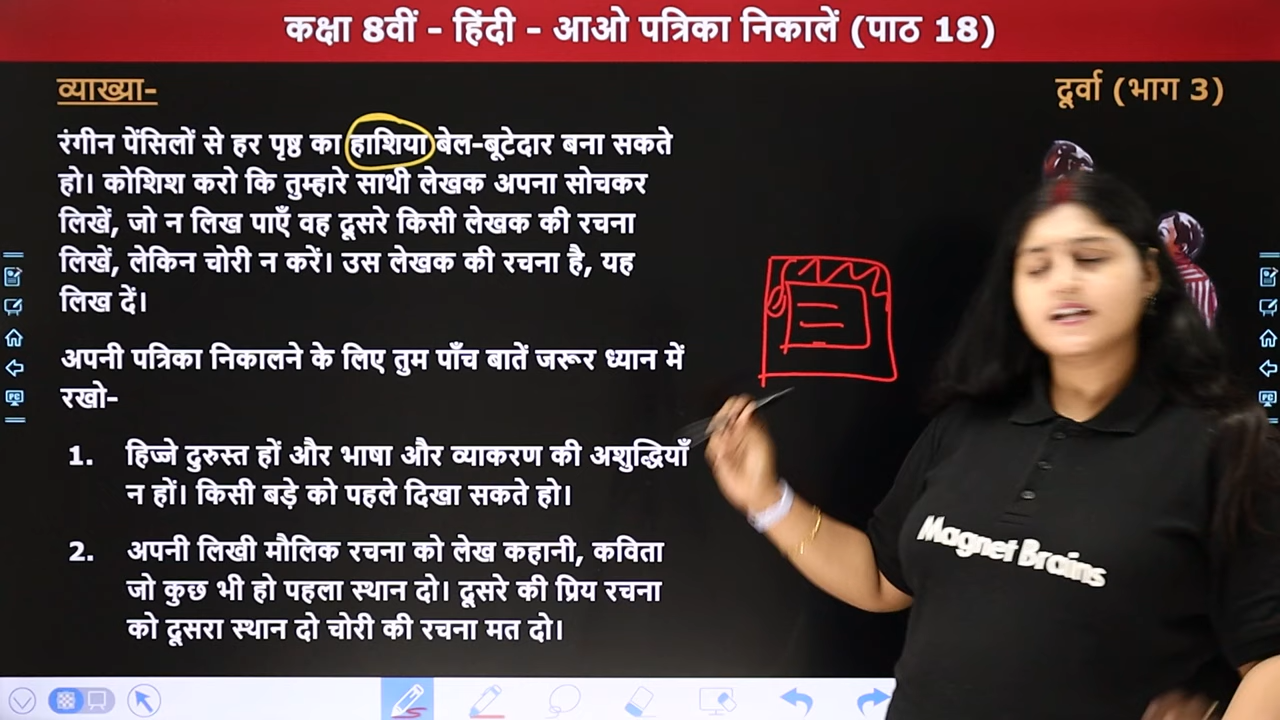 कक्षा 8वीं - हिंदी - आओ पत्रिका निकालें (पाठ 18)
व्याख्या-
दूर्वा (भाग 3)
रंगीन पेंसिलों से हर पृष्ठ का हाशिया बेल-बूटेदार बना सकते
हो। कोशिश करो कि तुम्हारे साथी लेखक अपना सोचकर
लिखें, जो न लिख पाएँ वह दूसरे किसी लेखक की रचना
लिखें, लेकिन चोरी न करें। उस लेखक की रचना है, यह
लिख दें।
अपनी पत्रिका निकालने के लिए तुम पाँच बातें जरूर ध्यान में
रखो-
1. हिज्जे दुरुस्त हों और भाषा और व्याकरण की अशुद्धियाँ
न हों। किसी बड़े को पहले दिखा सकते हो।
2. अपनी लिखी मौलिक रचना को लेख कहानी, कविता
जो कुछ भी हो पहला स्थान दो। दूसरे की प्रिय रचना
को दूसरा स्थान दो चोरी की रचना मत दो।
Magnet Brains
PC
PC